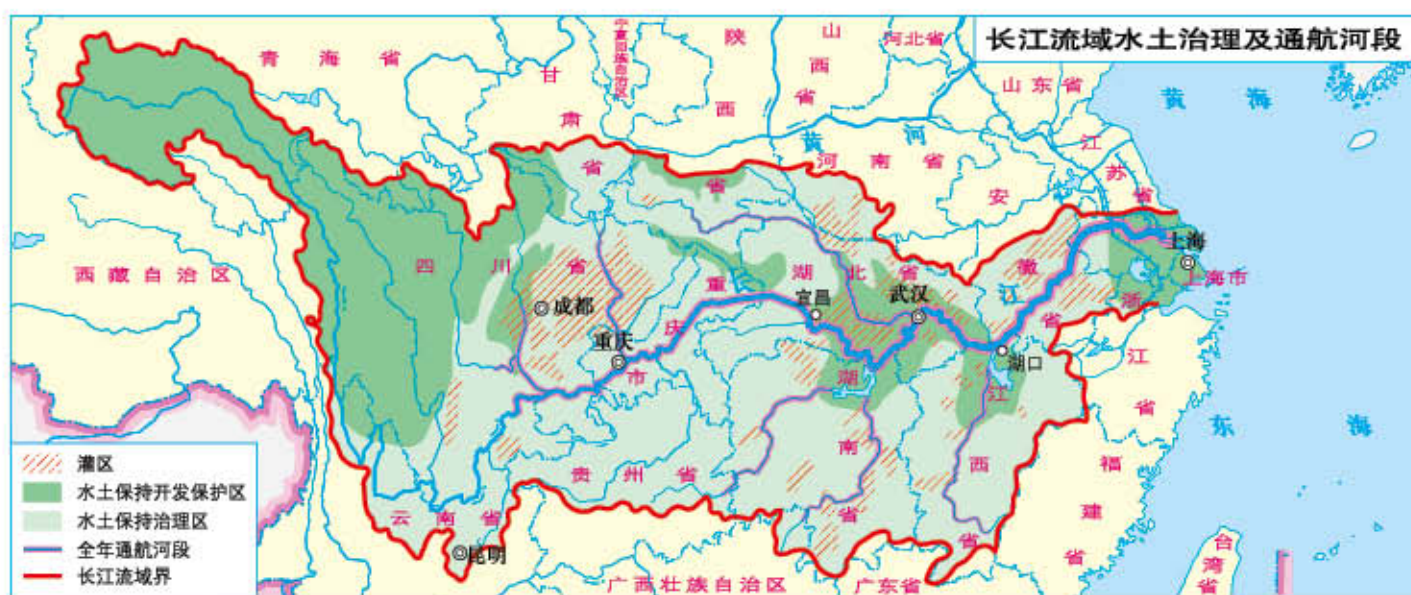 长江流域水土治理及通航河段
青海省
甘肃省
宁夏回族自治区
陕西省
山西省
河北省
山东省
黄海
黄河
河南省
江苏省
安徽省
西藏自治区
四川省
成都
重庆
重庆市
湖北省
宜昌
武汉
上海
上海市
浙江省
湖口
江西省
湖南省
贵州省
云南省
昆明
广西壮族自治区
广东省
福建省
台湾省
东海
长江
灌区
水土保持开发保护区
水土保持治理区
全年通航河段
长江流域界